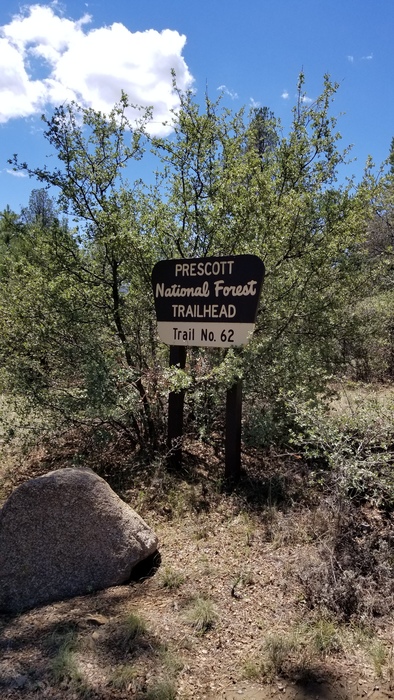 PRESCOTT
National Forest
TRAILHEAD
Trail No. 62